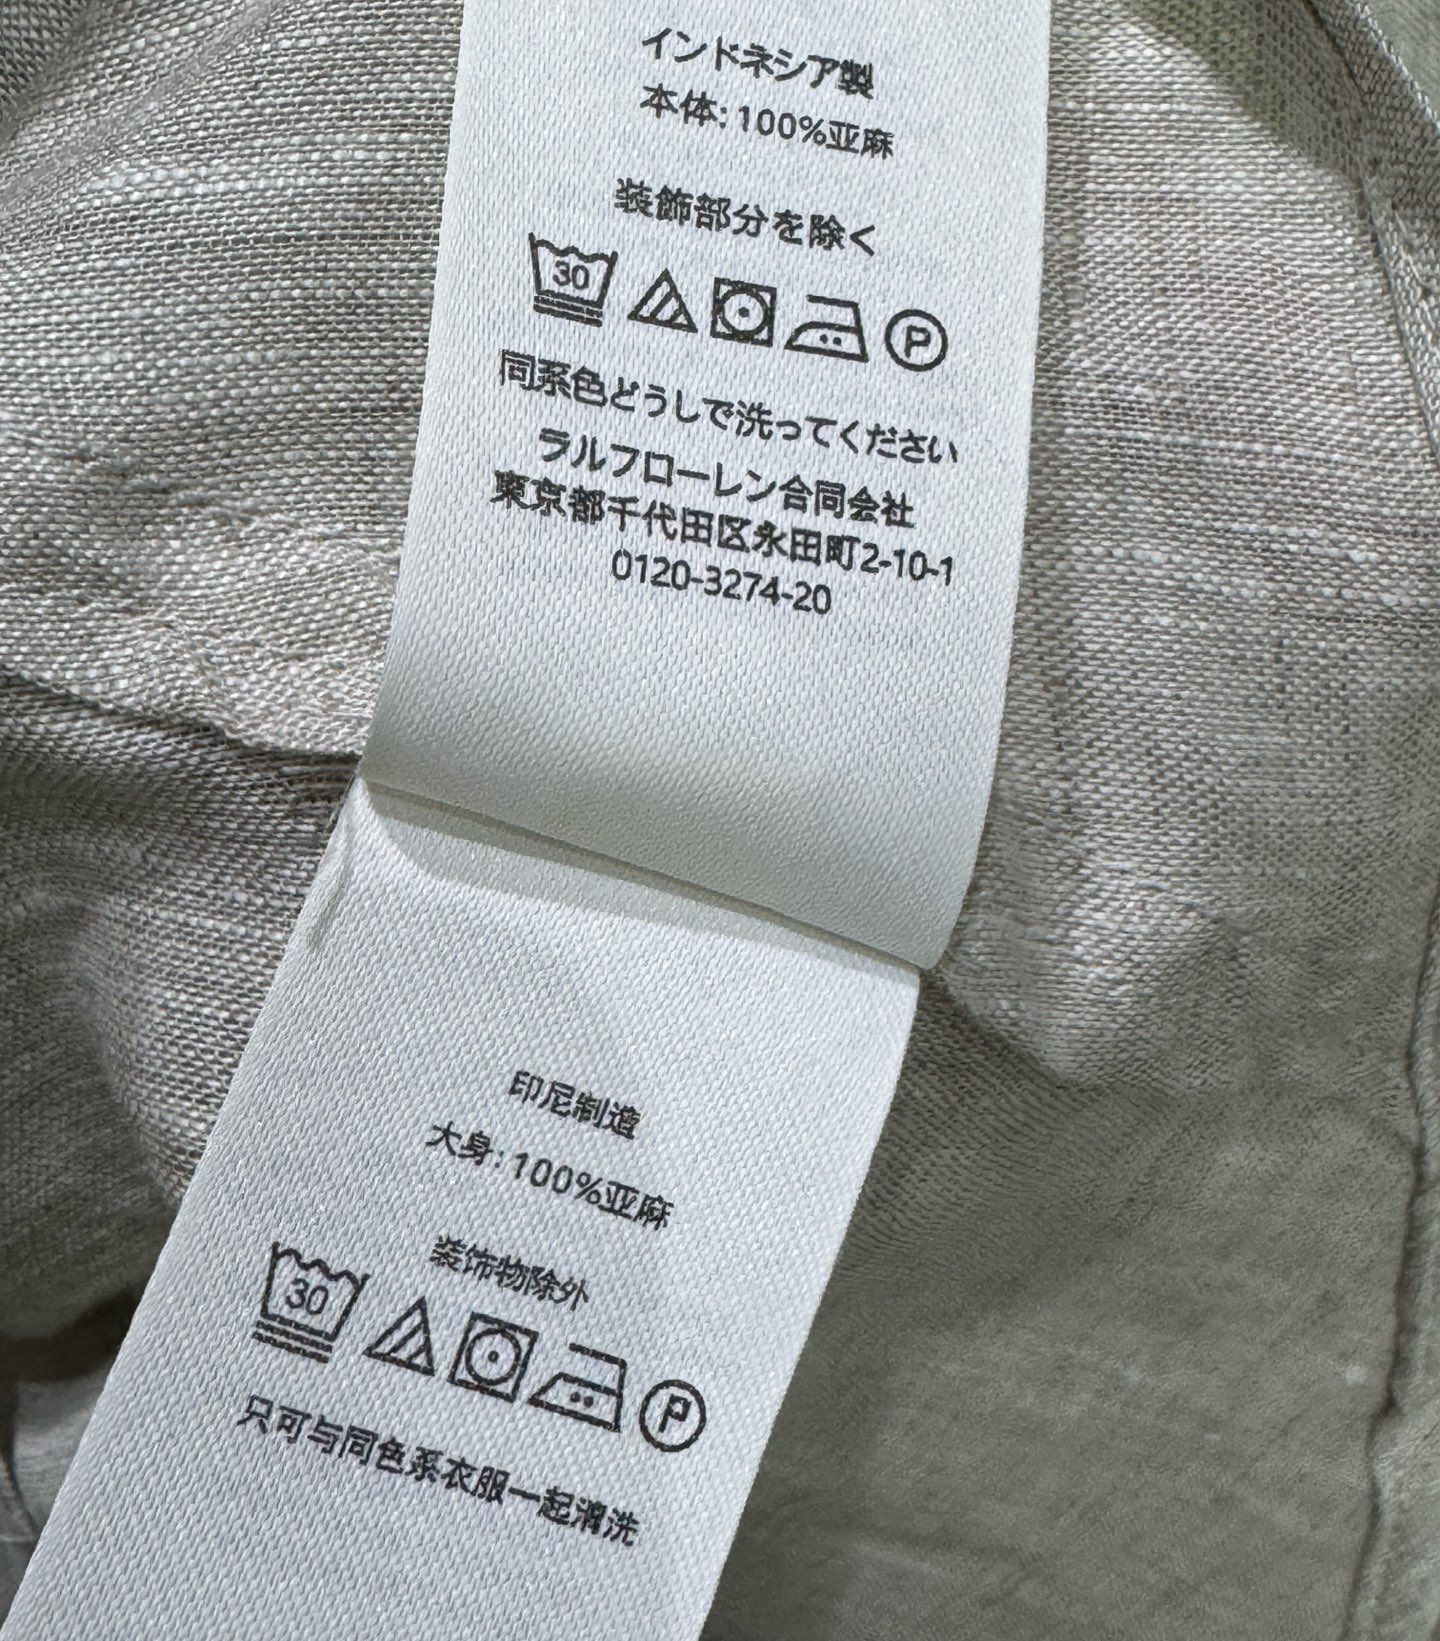 インドネシア製
本体: 100%亜麻
装飾部分を除く
30 P
同系色どうしで洗ってください
ラルフローレン合同会社
東京都千代田区永田町2-10-1
0120-3274-20
印尼制造
大身: 100%亚麻
装饰物除外
30 P
只可与同色系衣服一起清洗